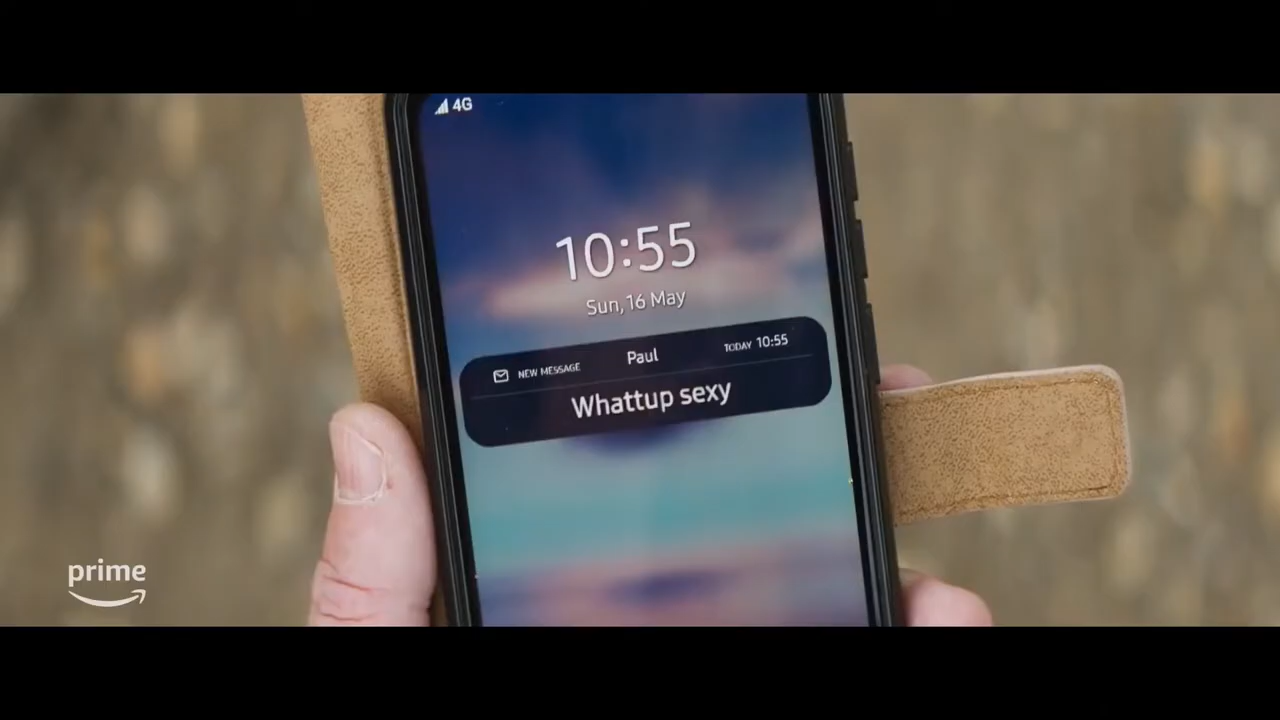 4G
10:55
Sun, 16 May
NEW MESSAGE Paul TODAY 10:55
Whattup sexy
prime